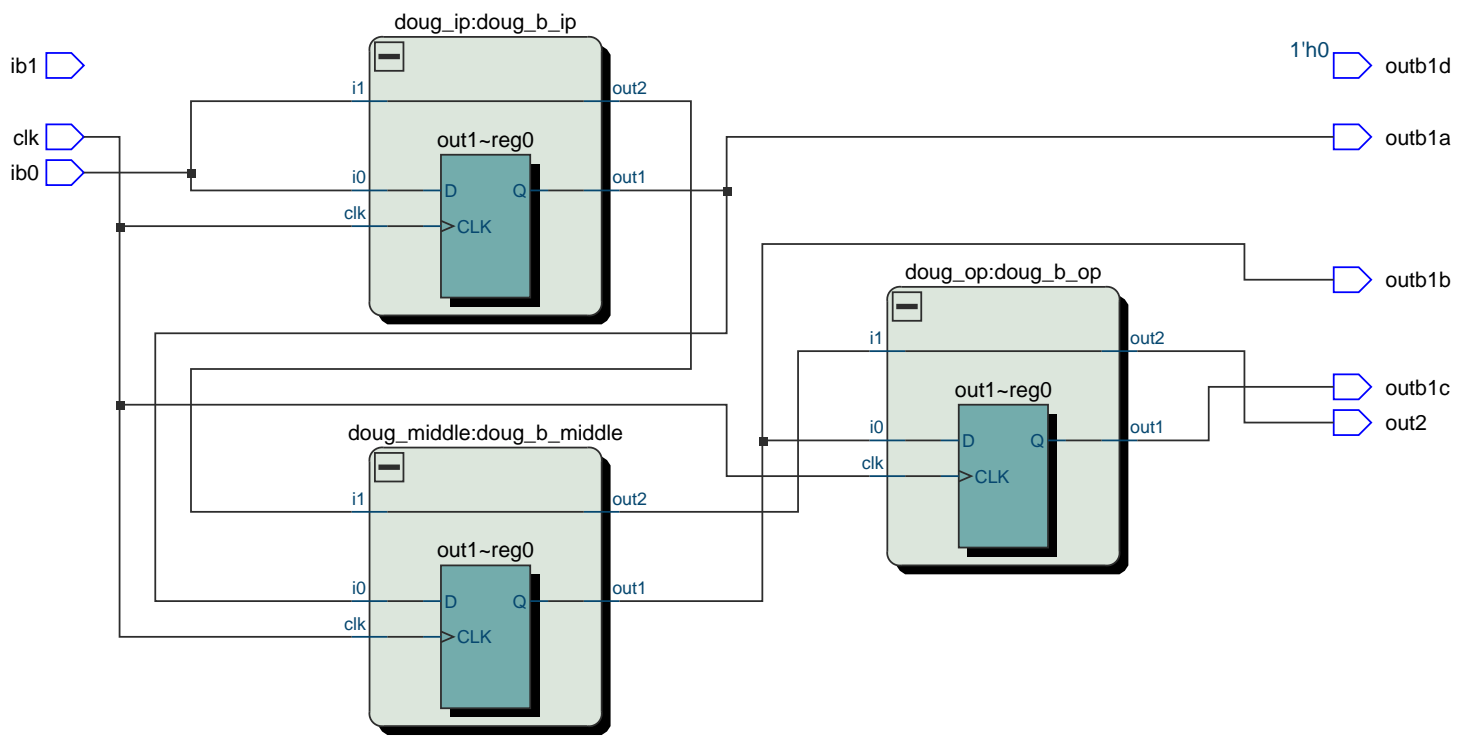 doug_ip:doug_b_ip
ib1
1'h0
outb1d
i1
out2
clk
out1~reg0
outb1a
ib0
i0
D
Q
out1
clk
CLK
doug_op:doug_b_op
outb1b
i1
out2
out1~reg0
outb1c
out2
doug_middle:doug_b_middle
i0
D
Q
out1
clk
CLK
i1
out2
out1~reg0
i0
D
Q
out1
clk
CLK